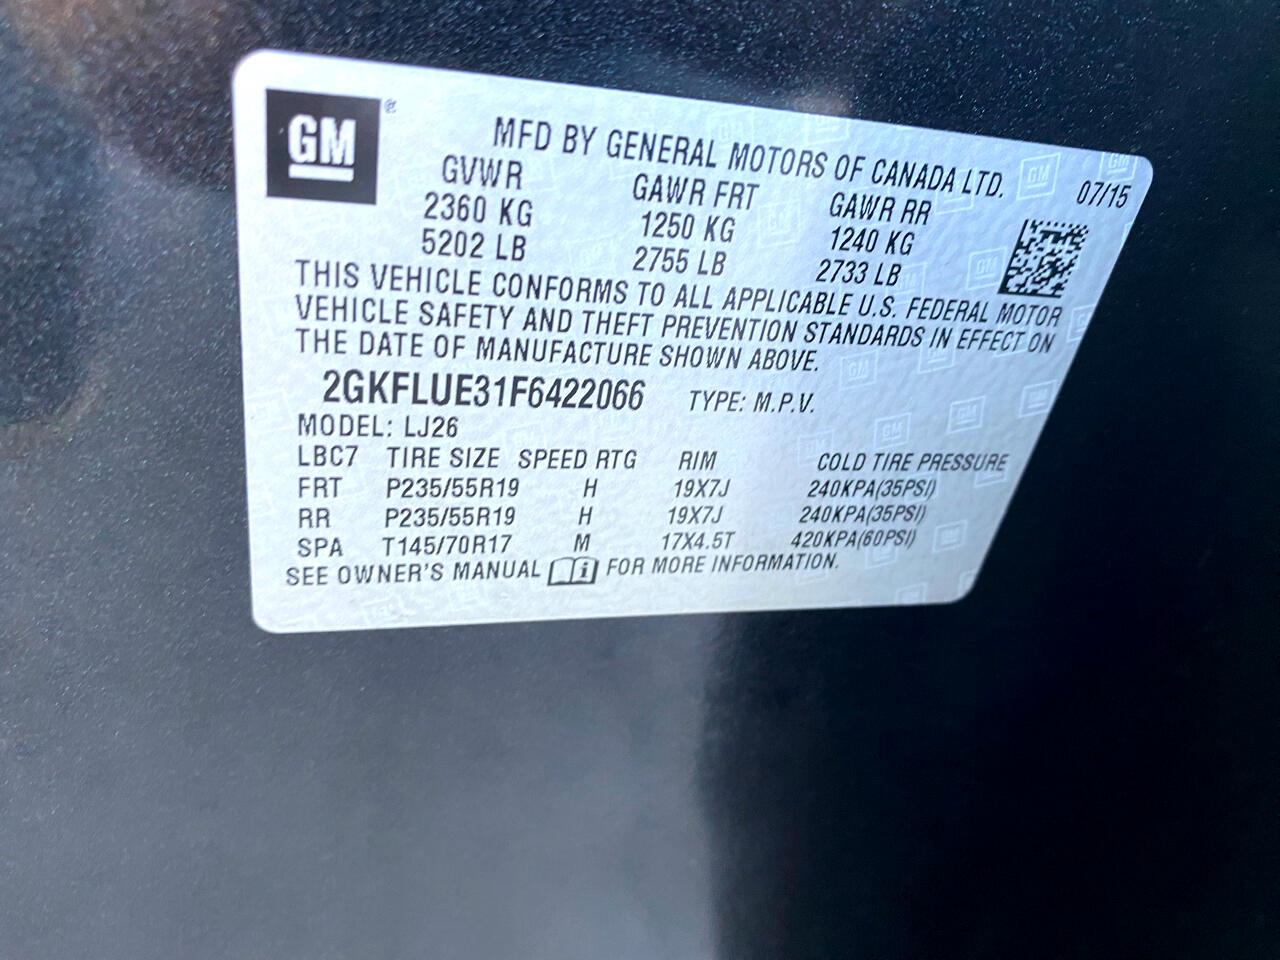 GM
MFD BY GENERAL MOTORS OF CANADA LTD.
07/15
GVWR GAWR FRT GAWR RR
2360 KG 1250 KG 1240 KG
5202 LB 2755 LB 2733 LB
THIS VEHICLE CONFORMS TO ALL APPLICABLE U.S. FEDERAL MOTOR
VEHICLE SAFETY AND THEFT PREVENTION STANDARDS IN EFFECT ON
THE DATE OF MANUFACTURE SHOWN ABOVE.
2GKFLUE31F6422066 TYPE: M.P.V.
MODEL: LJ26
LBC7 TIRE SIZE SPEED RTG RIM COLD TIRE PRESSURE
FRT P235/55R19 H 19X7J 240KPA(35PSI)
RR P235/55R19 H 19X7J 240KPA(35PSI)
SPA T145/70R17 M 17X4.5T 420KPA(60PSI)
SEE OWNER'S MANUAL i FOR MORE INFORMATION.